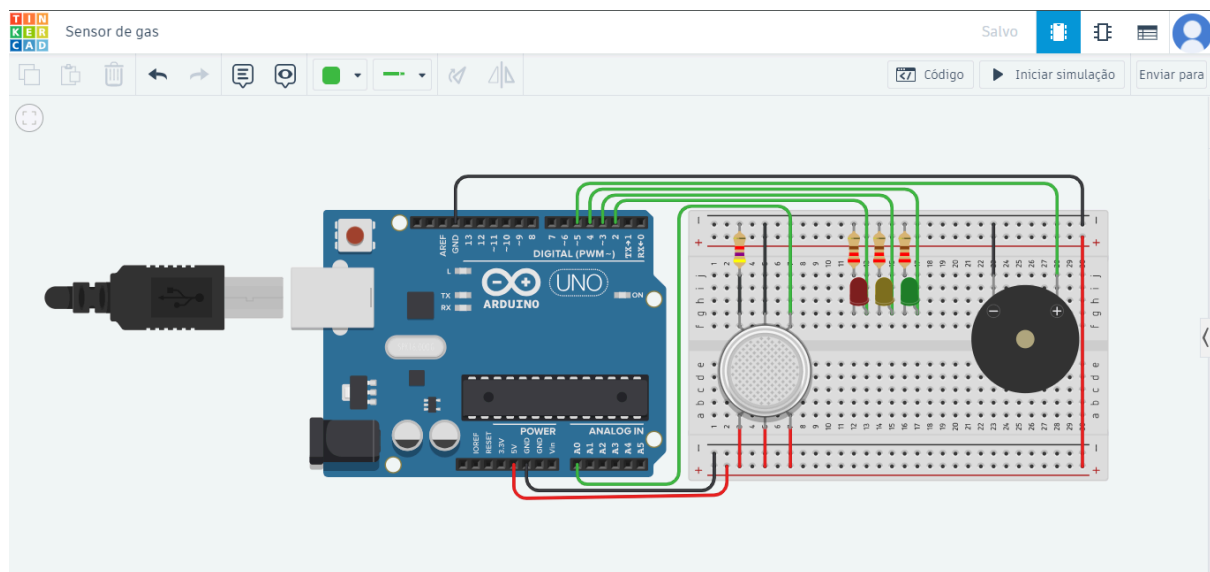 TIN
KER
CAD
Sensor de gas
Salvo
Código
Iniciar simulação
Enviar para
AREF
GND
13
12
~11
~10
~9
8
7
~6
~5
4
~3
2
TX→1
RX←0
DIGITAL (PWM~)
L
TX
RX
ARDUINO
UNO
ON
POWER
ANALOG IN
IOREF
RESET
3.3V
5V
GND
GND
Vin
A0
A1
A2
A3
A4
A5